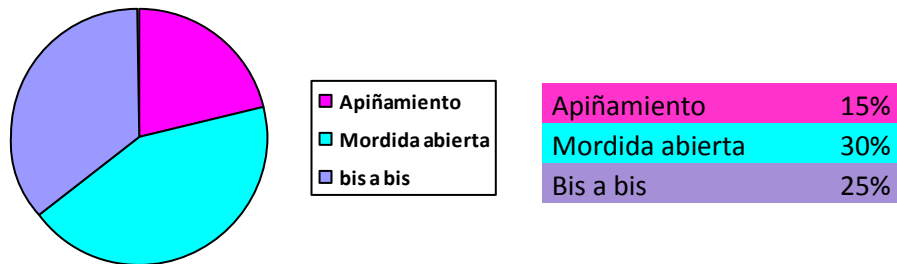 Apiñamiento
Mordida abierta
bis a bis
Apiñamiento 15%
Mordida abierta 30%
Bis a bis 25%